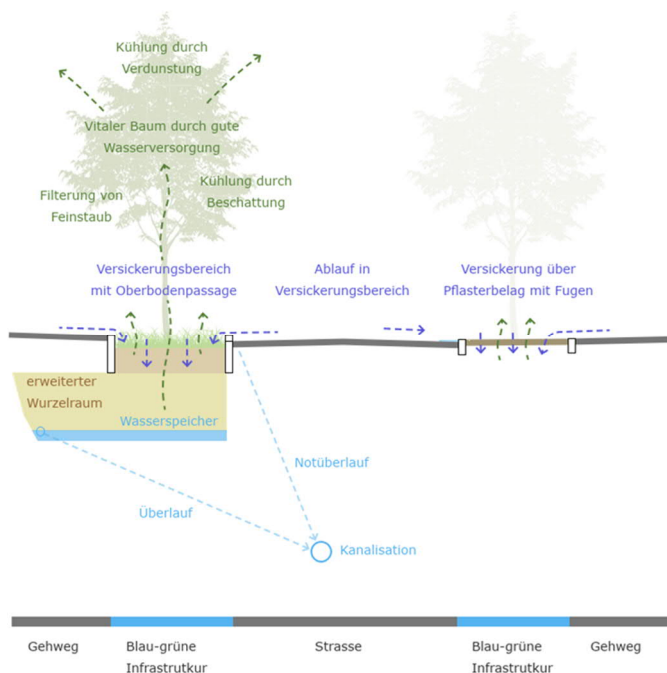 Kühlung durch
Verdunstung
Vitaler Baum durch gute
Wasserversorgung
Filterung von
Feinstaub
Kühlung durch
Beschattung
Versickerungsbereich
mit Oberbodenpassage
Ablauf in
Versickerungsbereich
Versickerung über
Pflasterbelag mit Fugen
erweiterter
Wurzelraum
Wasserspeicher
Notüberlauf
Überlauf
Kanalisation
Gehweg
Blau-grüne
Infrastrutkur
Strasse
Blau-grüne
Infrastrutkur
Gehweg